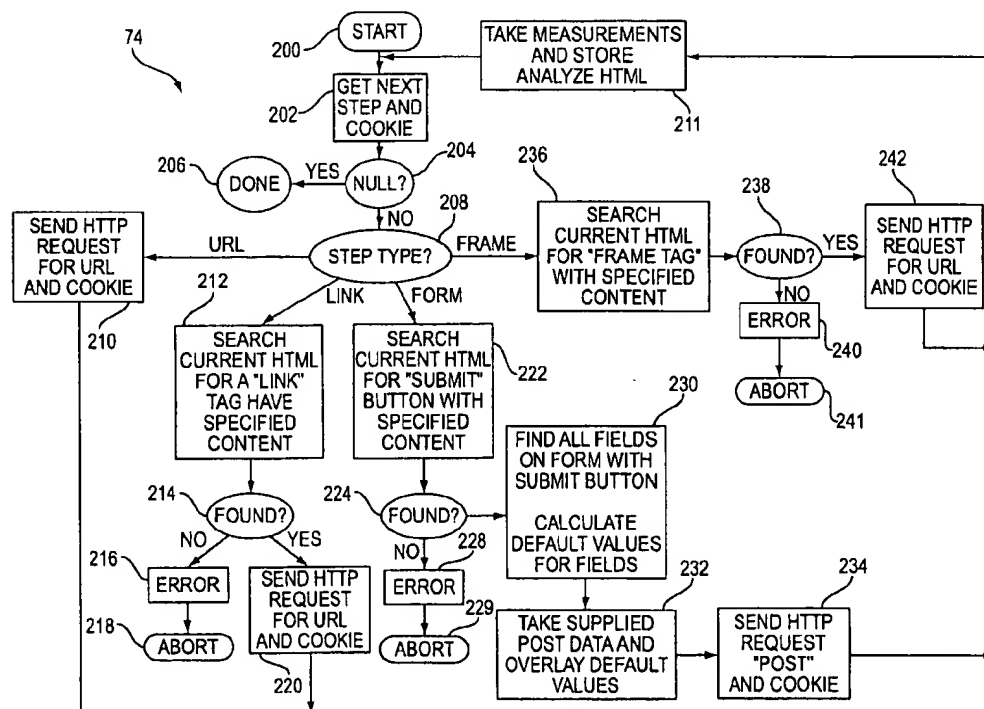 74
200
START
TAKE MEASUREMENTS
AND STORE
ANALYZE HTML
211
202
GET NEXT
STEP AND
COOKIE
206
DONE
YES
NULL?
204
NO
208
STEP TYPE?
URL
LINK
FORM
FRAME
SEND HTTP
REQUEST
FOR URL
AND COOKIE
210
236
SEARCH
CURRENT HTML
FOR "FRAME TAG"
WITH SPECIFIED
CONTENT
238
FOUND?
YES
NO
242
SEND HTTP
REQUEST
FOR URL
AND COOKIE
ERROR
240
ABORT
241
212
SEARCH
CURRENT HTML
FOR A "LINK"
TAG HAVE
SPECIFIED
CONTENT
SEARCH
CURRENT HTML
FOR "SUBMIT"
BUTTON WITH
SPECIFIED
CONTENT
222
230
FIND ALL FIELDS
ON FORM WITH
SUBMIT BUTTON
CALCULATE
DEFAULT VALUES
FOR FIELDS
214
FOUND?
NO
YES
216
ERROR
218
ABORT
SEND HTTP
REQUEST
FOR URL
AND COOKIE
220
224
FOUND?
NO
228
ERROR
229
ABORT
232
TAKE SUPPLIED
POST DATA AND
OVERLAY DEFAULT
VALUES
234
SEND HTTP
REQUEST
"POST"
AND COOKIE